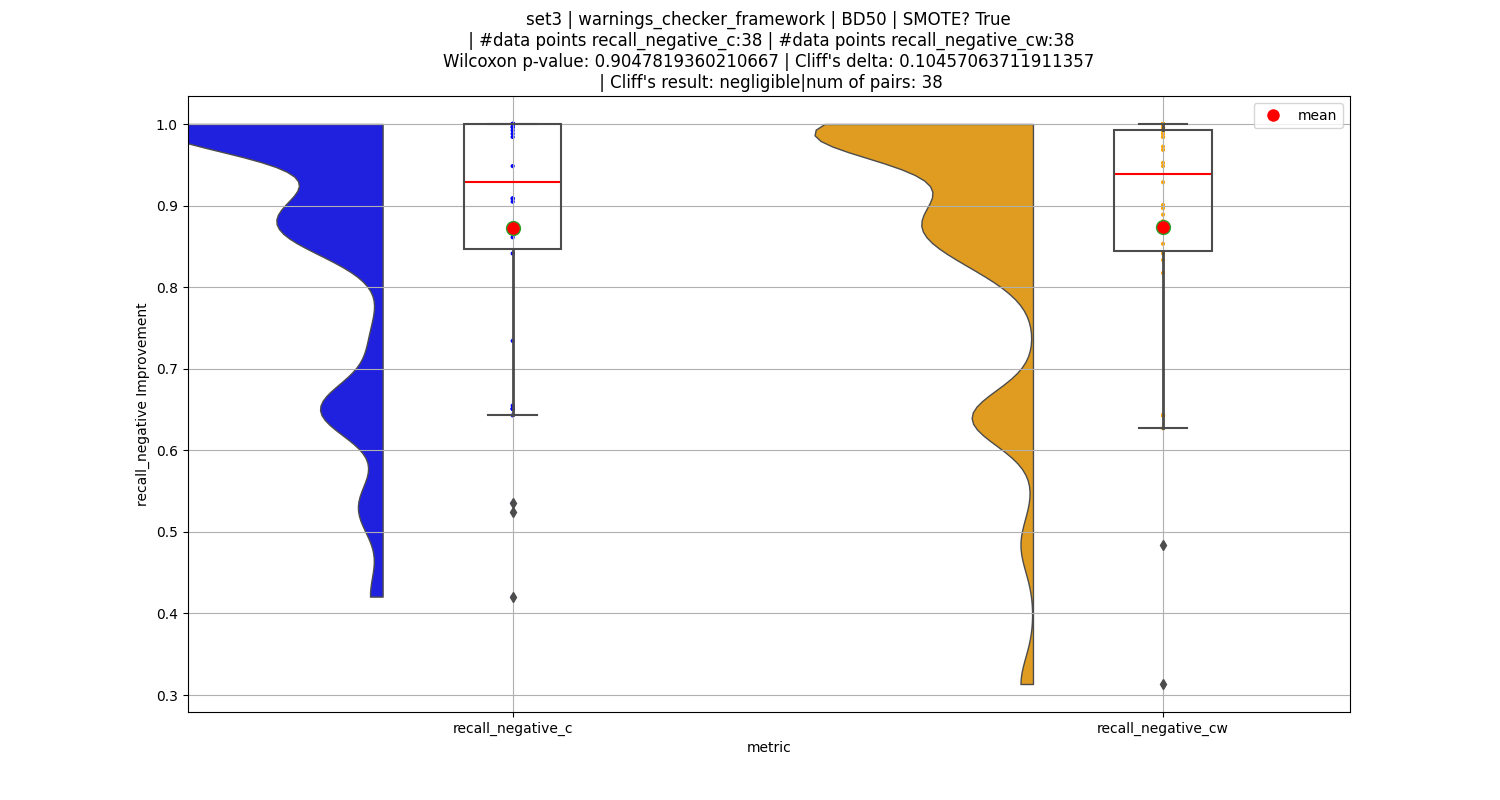 set3 | warnings_checker_framework | BD50 | SMOTE? True
| #data points recall_negative_c:38 | #data points recall_negative_cw:38
Wilcoxon p-value: 0.9047819360210667 | Cliff's delta: 0.10457063711911357
| Cliff's result: negligible|num of pairs: 38
mean
1.0
0.9
0.8
0.7
0.6
0.5
0.4
0.3
recall_negative Improvement
recall_negative_c
recall_negative_cw
metric